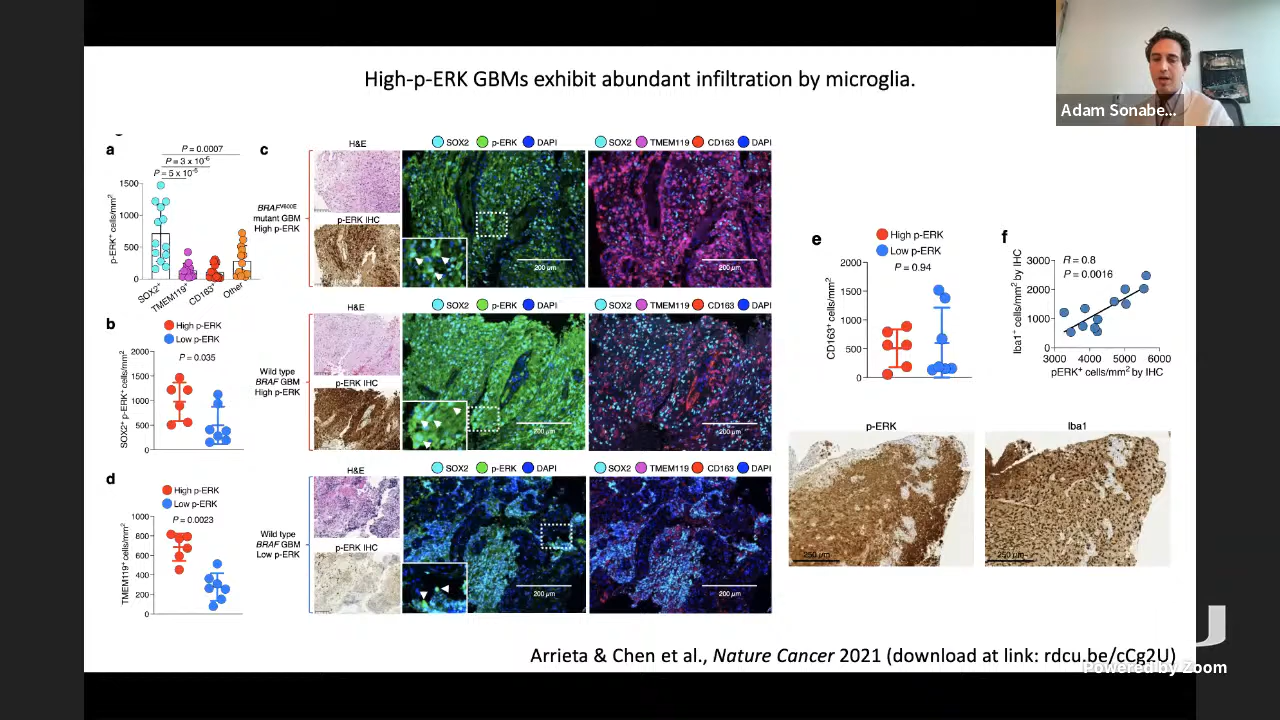 High-p-ERK GBMs exhibit abundant infiltration by microglia.
Adam Sonabe...
a
P = 0.0007
P = 3 x 10-6
P = 5 x 10-5
p-ERK+ cells/mm2
1500
1000
500
0
SOX2+
TMEM119+
CD163+
Other
b
High p-ERK
Low p-ERK
P = 0.035
SOX2+ p-ERK+ cells/mm2
2000
1500
1000
500
0
d
High p-ERK
Low p-ERK
P = 0.0023
TMEM119+ cells/mm2
1000
800
600
400
200
0
c
H&E
SOX2 p-ERK DAPI
SOX2 TMEM119 CD163 DAPI
BRAFV600E
mutant GBM
High p-ERK
p-ERK IHC
200 µm
200 µm
H&E
SOX2 p-ERK DAPI
SOX2 TMEM119 CD163 DAPI
Wild type
BRAF GBM
High p-ERK
p-ERK IHC
200 µm
200 µm
H&E
SOX2 p-ERK DAPI
SOX2 TMEM119 CD163 DAPI
Wild type
BRAF GBM
Low p-ERK
p-ERK IHC
200 µm
200 µm
e
High p-ERK
Low p-ERK
P = 0.94
CD163+ cells/mm2
2000
1500
1000
500
0
f
R = 0.8
P = 0.0016
Iba1+ cells/mm2 by IHC
3000
2000
1000
0
3000 4000 5000 6000
pERK+ cells/mm2 by IHC
p-ERK
Iba1
250 µm
250 µm
Arrieta & Chen et al., Nature Cancer 2021 (download at link: rdcu.be/cCg2U)
Powered by Zoom